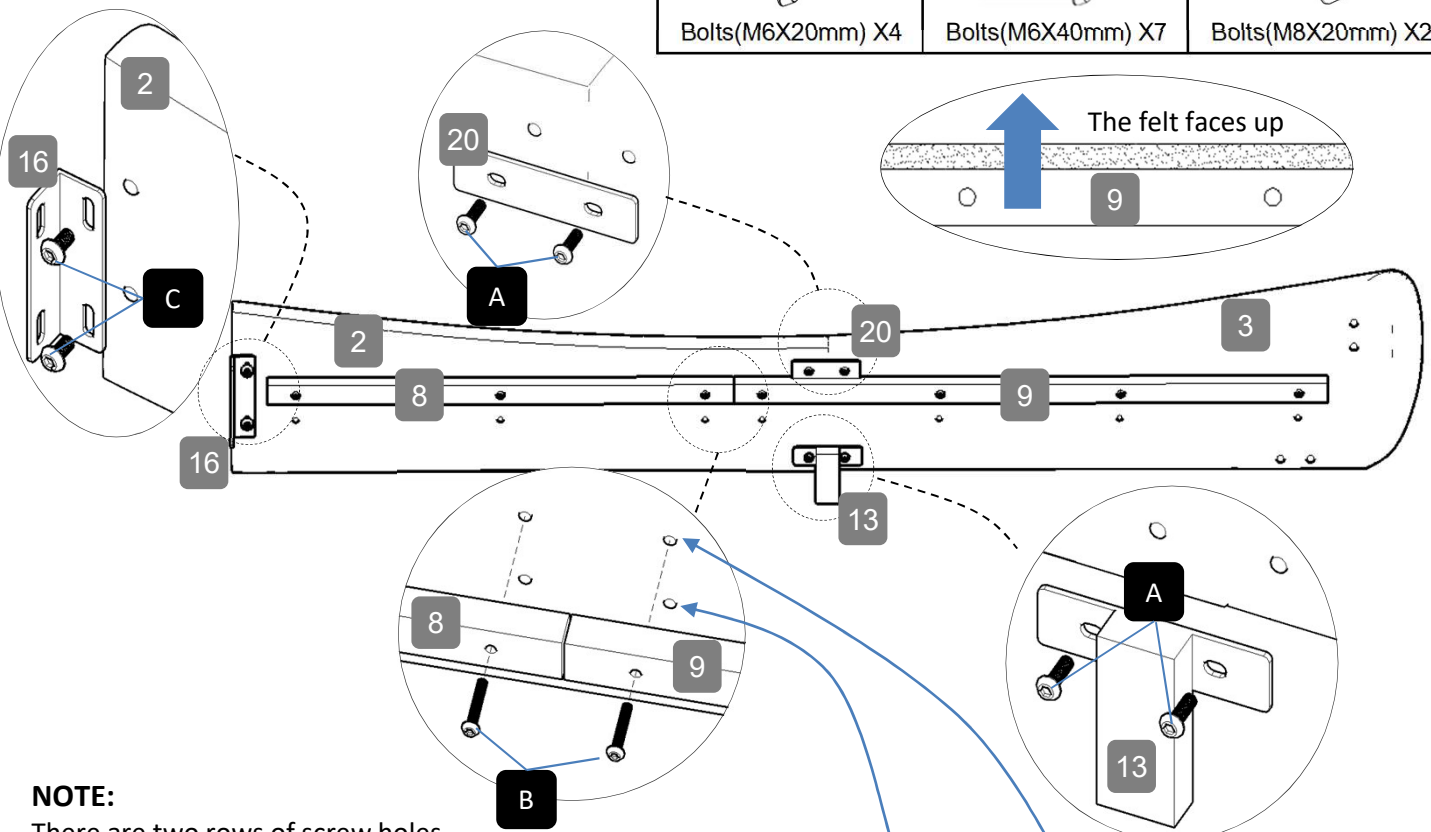 Bolts(M6X20mm) X4
Bolts(M6X40mm) X7
Bolts(M8X20mm) X2
2
16
C
20
A
The felt faces up
9
2
20
3
8
9
16
13
8
9
B
A
13
NOTE:
There are two rows of screw holes